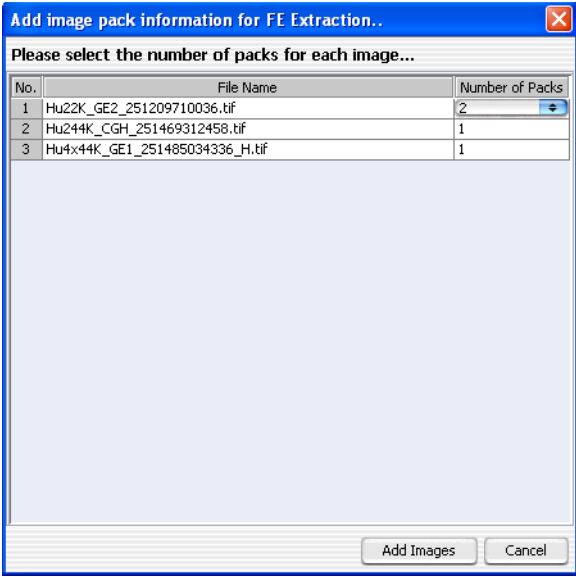 Add image pack information for FE Extraction..
Please select the number of packs for each image...
No. File Name Number of Packs
1 Hu22K_GE2_251209710036.tif 2
2 Hu244K_CGH_251469312458.tif 1
3 Hu4x44K_GE1_251485034336_H.tif 1
Add Images Cancel